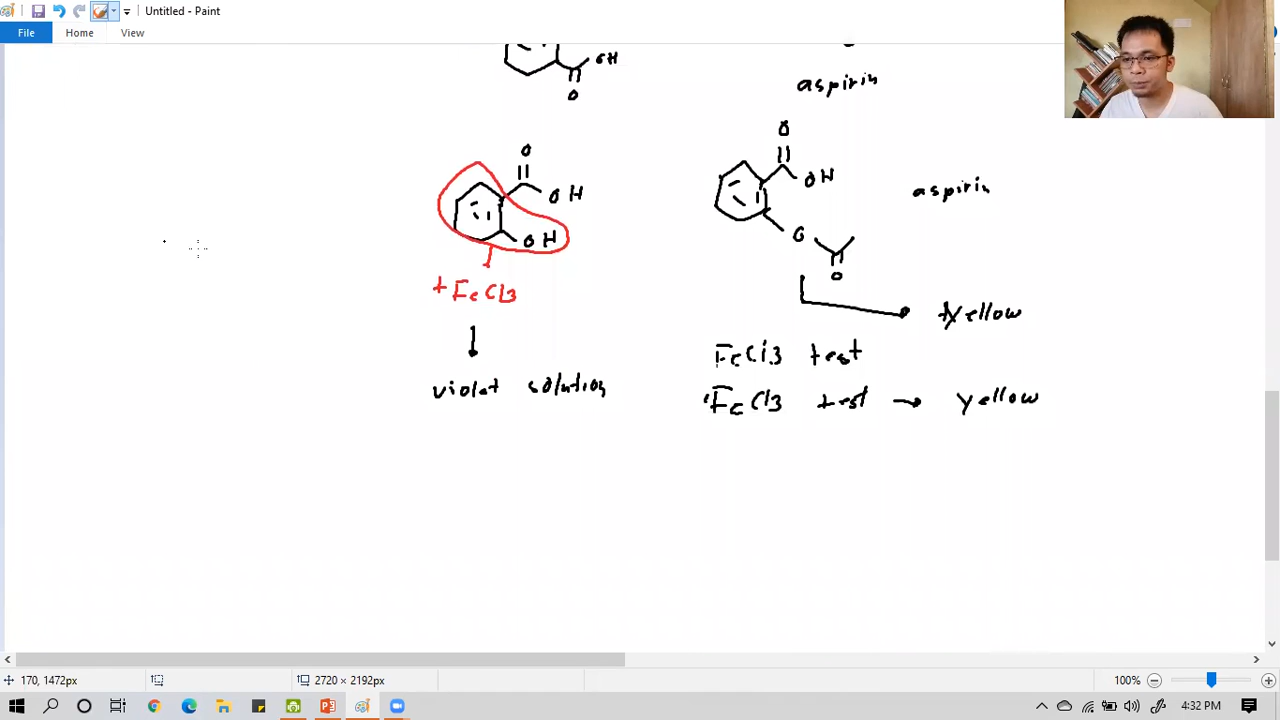 Untitled - Paint
File Home View
OH
O
aspirin
O
OH
OH
+ FeCl3
violet solution
O
OH
O
O
aspirin
yellow
FeCl3 test
FeCl3 test → yellow
170, 1472px
2720 × 2192px
100%
4:32 PM